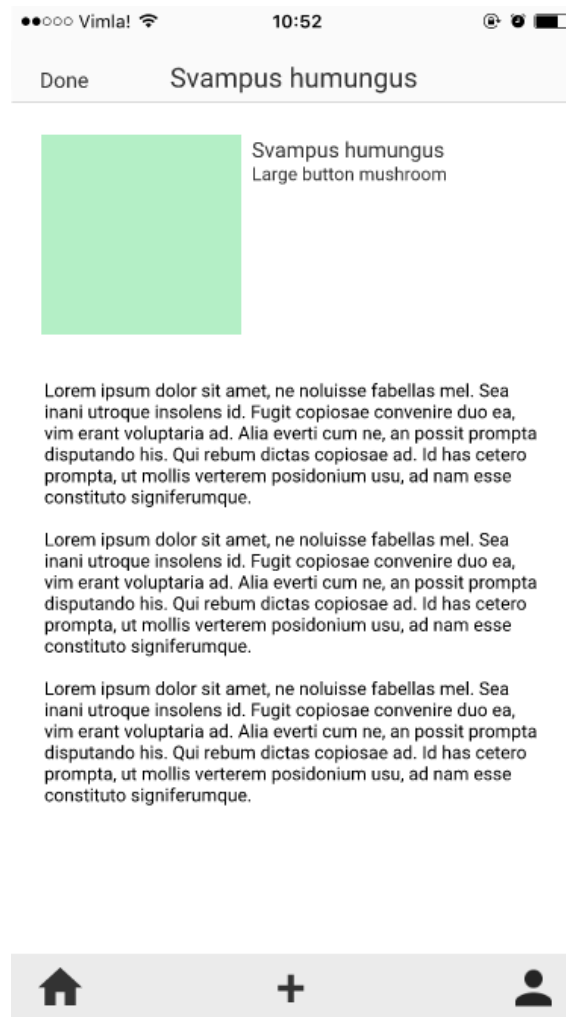 Vimla! 10:52
Done Svampus humungus
Svampus humungus
Large button mushroom
Lorem ipsum dolor sit amet, ne noluisse fabellas mel. Sea
inani utroque insolens id. Fugit copiosae convenire duo ea,
vim erant voluptaria ad. Alia everti cum ne, an possit prompta
disputando his. Qui rebum dictas copiosae ad. Id has cetero
prompta, ut mollis verterem posidonium usu, ad nam esse
constituto signiferumque.
Lorem ipsum dolor sit amet, ne noluisse fabellas mel. Sea
inani utroque insolens id. Fugit copiosae convenire duo ea,
vim erant voluptaria ad. Alia everti cum ne, an possit prompta
disputando his. Qui rebum dictas copiosae ad. Id has cetero
prompta, ut mollis verterem posidonium usu, ad nam esse
constituto signiferumque.
Lorem ipsum dolor sit amet, ne noluisse fabellas mel. Sea
inani utroque insolens id. Fugit copiosae convenire duo ea,
vim erant voluptaria ad. Alia everti cum ne, an possit prompta
disputando his. Qui rebum dictas copiosae ad. Id has cetero
prompta, ut mollis verterem posidonium usu, ad nam esse
constituto signiferumque.